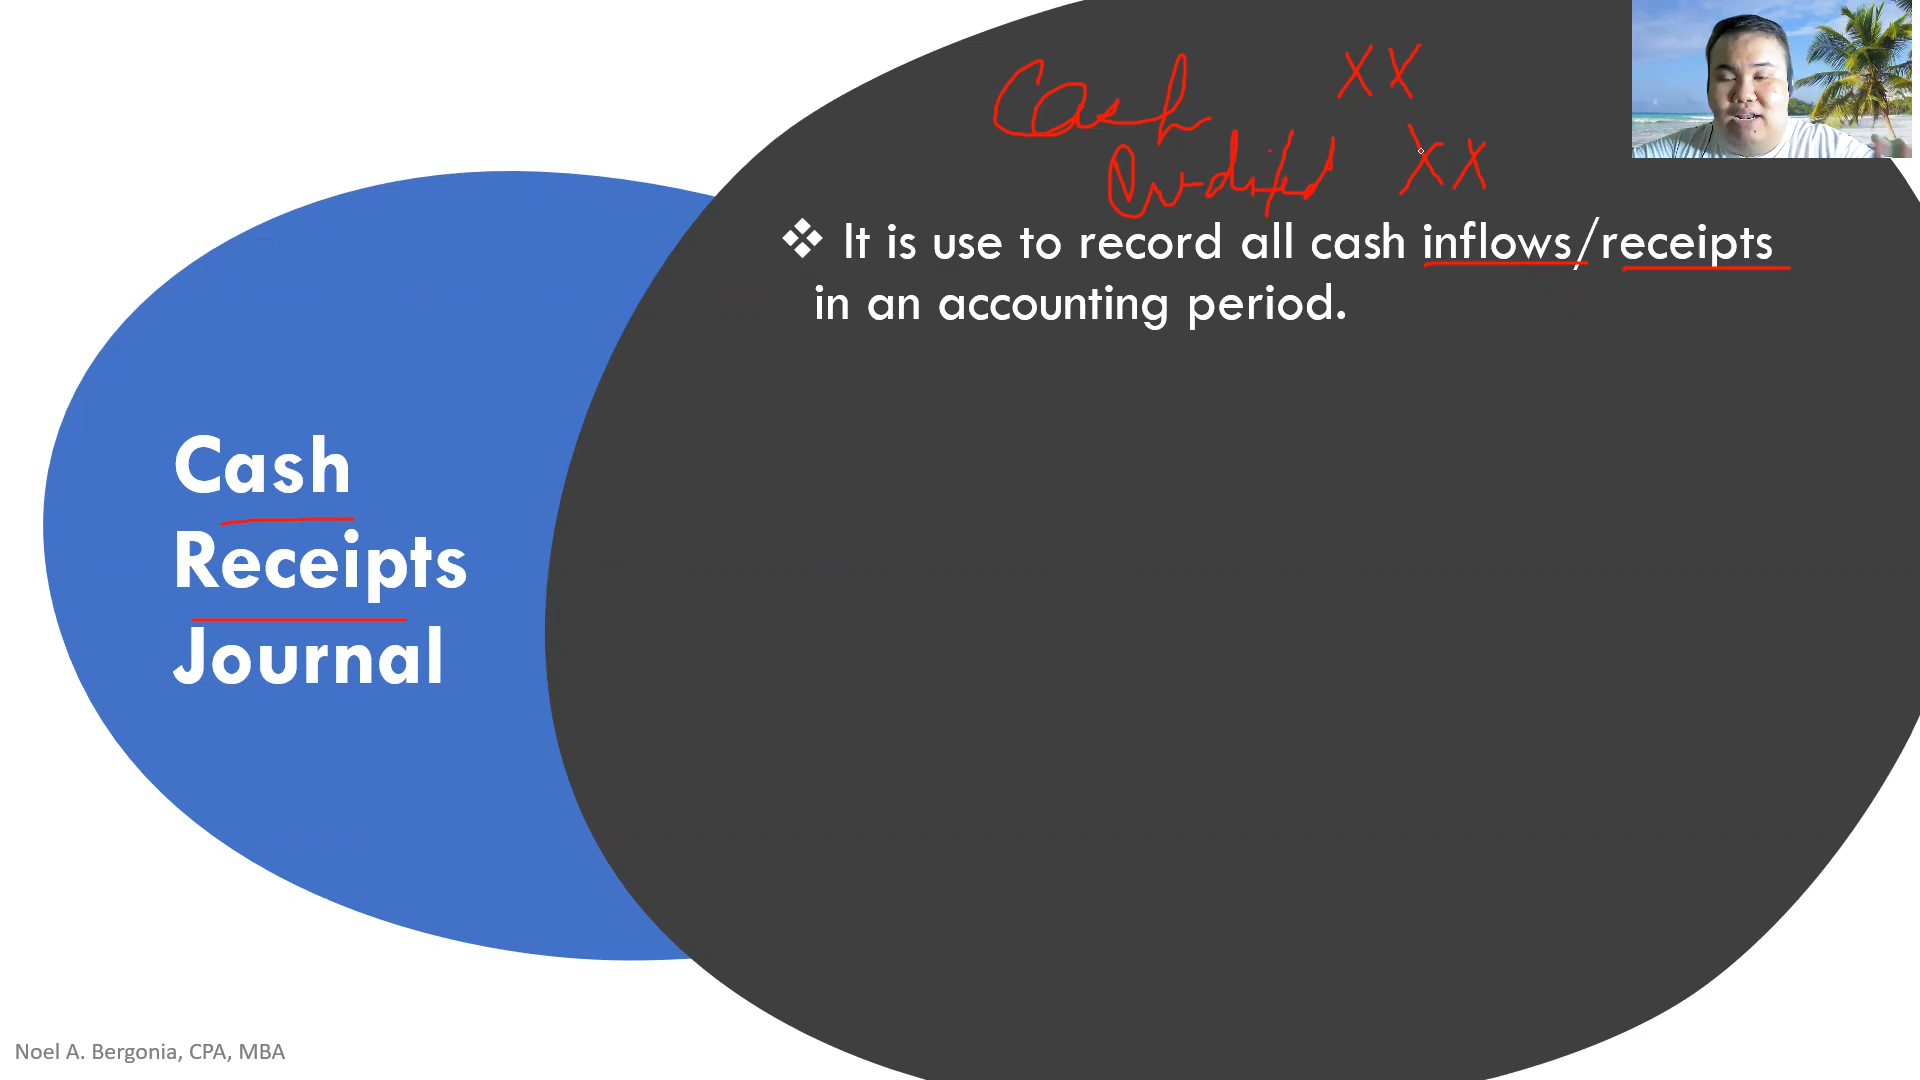 Cash XX
XX
❖ It is use to record all cash inflows/receipts
in an accounting period.
Cash
Receipts
Journal
Noel A. Bergonia, CPA, MBA